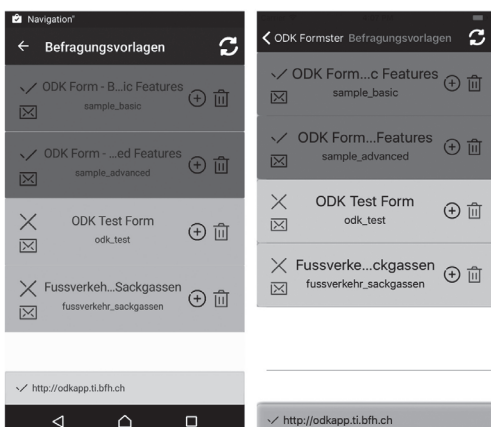 Navigation"
← Befragungsvorlagen
ODK Form - B...ic Features
sample_basic
ODK Form - ...ed Features
sample_advanced
ODK Test Form
odk_test
Fussverkeh...Sackgassen
fussverkehr_sackgassen
http://odkapp.ti.bfh.ch
ODK Formster Befragungsvorlagen
ODK Form...c Features
sample_basic
ODK Form...Features
sample_advanced
ODK Test Form
odk_test
Fussverke...ckgassen
fussverkehr_sackgassen
http://odkapp.ti.bfh.ch